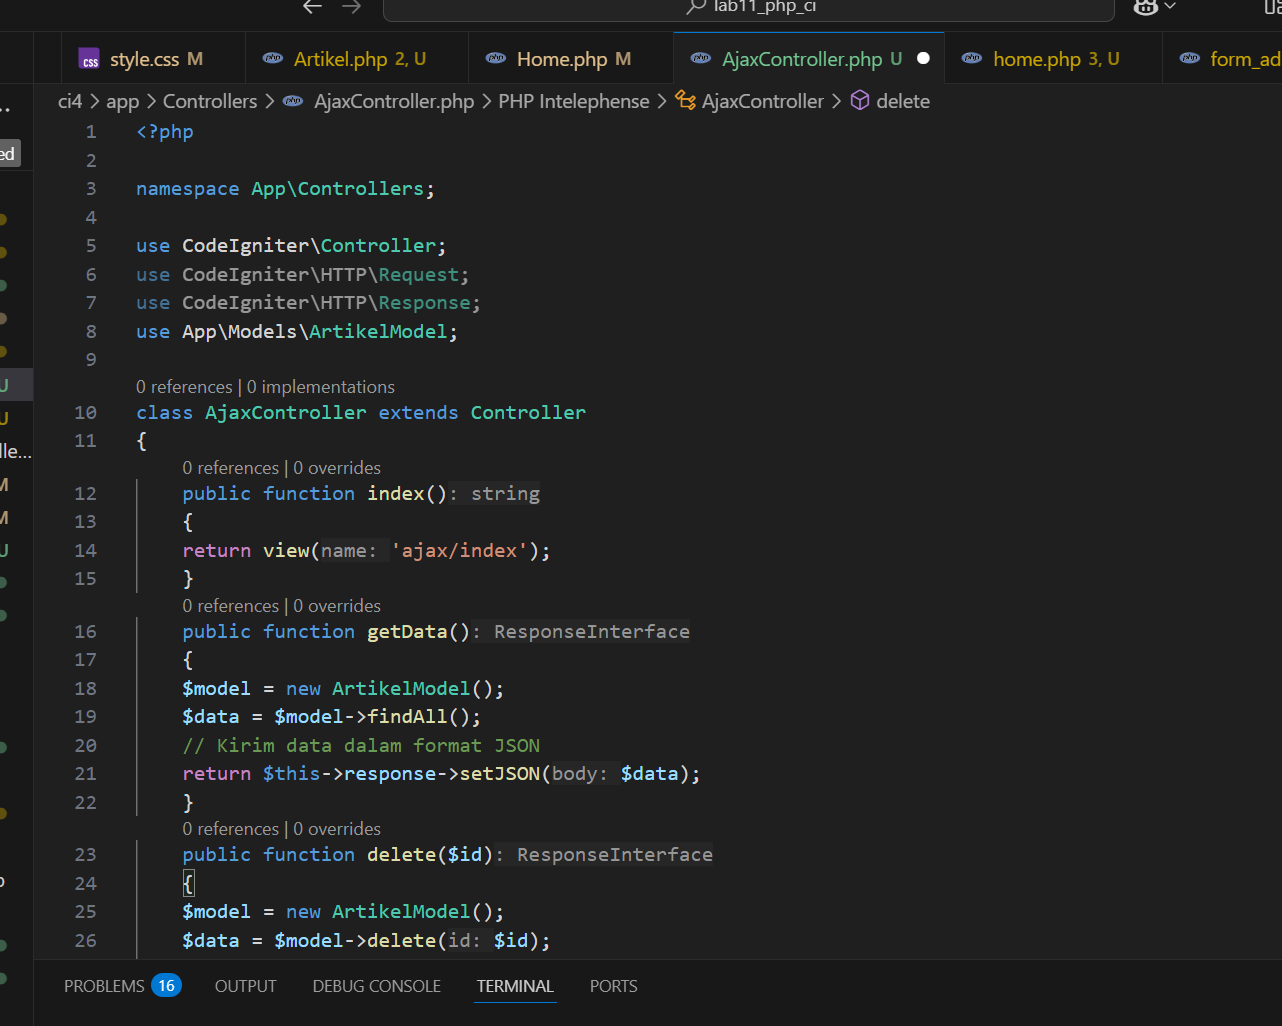 lab11_php_ci
style.css M
Artikel.php 2, U
Home.php M
AjaxController.php U
home.php 3, U
form_ad
ci4 > app > Controllers > AjaxController.php > PHP Intelephense > AjaxController > delete
ed
U
U
lle...
M
M
U
1 <?php
2
3 namespace App\Controllers;
4
5 use CodeIgniter\Controller;
6 use CodeIgniter\HTTP\Request;
7 use CodeIgniter\HTTP\Response;
8 use App\Models\ArtikelModel;
9
0 references | 0 implementations
10 class AjaxController extends Controller
11 {
0 references | 0 overrides
12 public function index(): string
13 {
14 return view(name: 'ajax/index');
15 }
0 references | 0 overrides
16 public function getData(): ResponseInterface
17 {
18 $model = new ArtikelModel();
19 $data = $model->findAll();
20 // Kirim data dalam format JSON
21 return $this->response->setJSON(body: $data);
22 }
0 references | 0 overrides
23 public function delete($id): ResponseInterface
24 {
25 $model = new ArtikelModel();
26 $data = $model->delete(id: $id);
PROBLEMS 16
OUTPUT
DEBUG CONSOLE
TERMINAL
PORTS